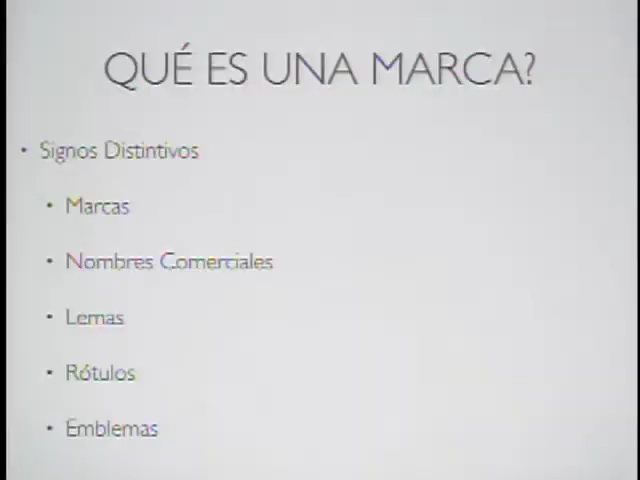 QUÉ ES UNA MARCA?
• Signos Distintivos
• Marcas
• Nombres Comerciales
• Lemas
• Rótulos
• Emblemas